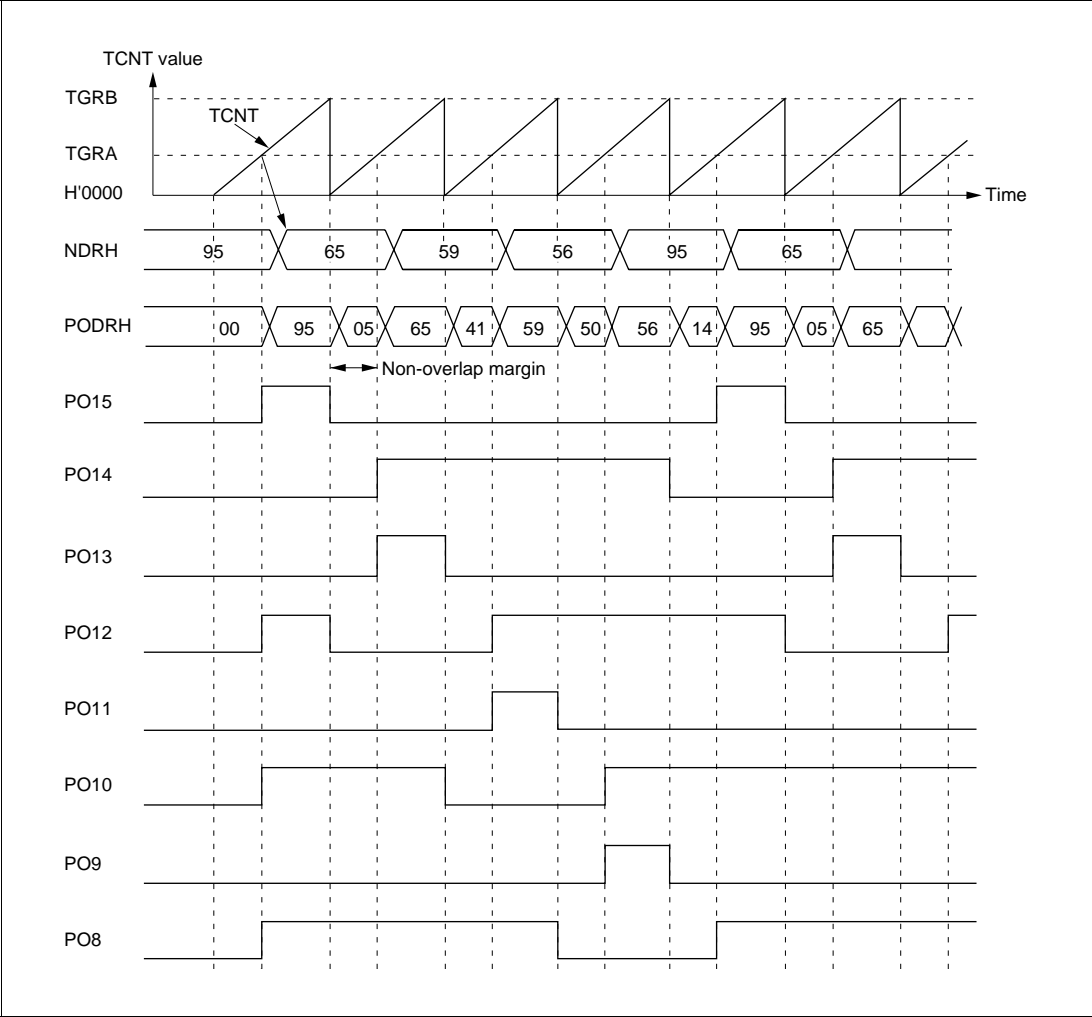 TCNT value
TGRB
TCNT
TGRA
H'0000
Time
NDRH 95 65 59 56 95 65
PODRH 00 95 05 65 41 59 50 56 14 95 05 65
Non-overlap margin
PO15
PO14
PO13
PO12
PO11
PO10
PO9
PO8